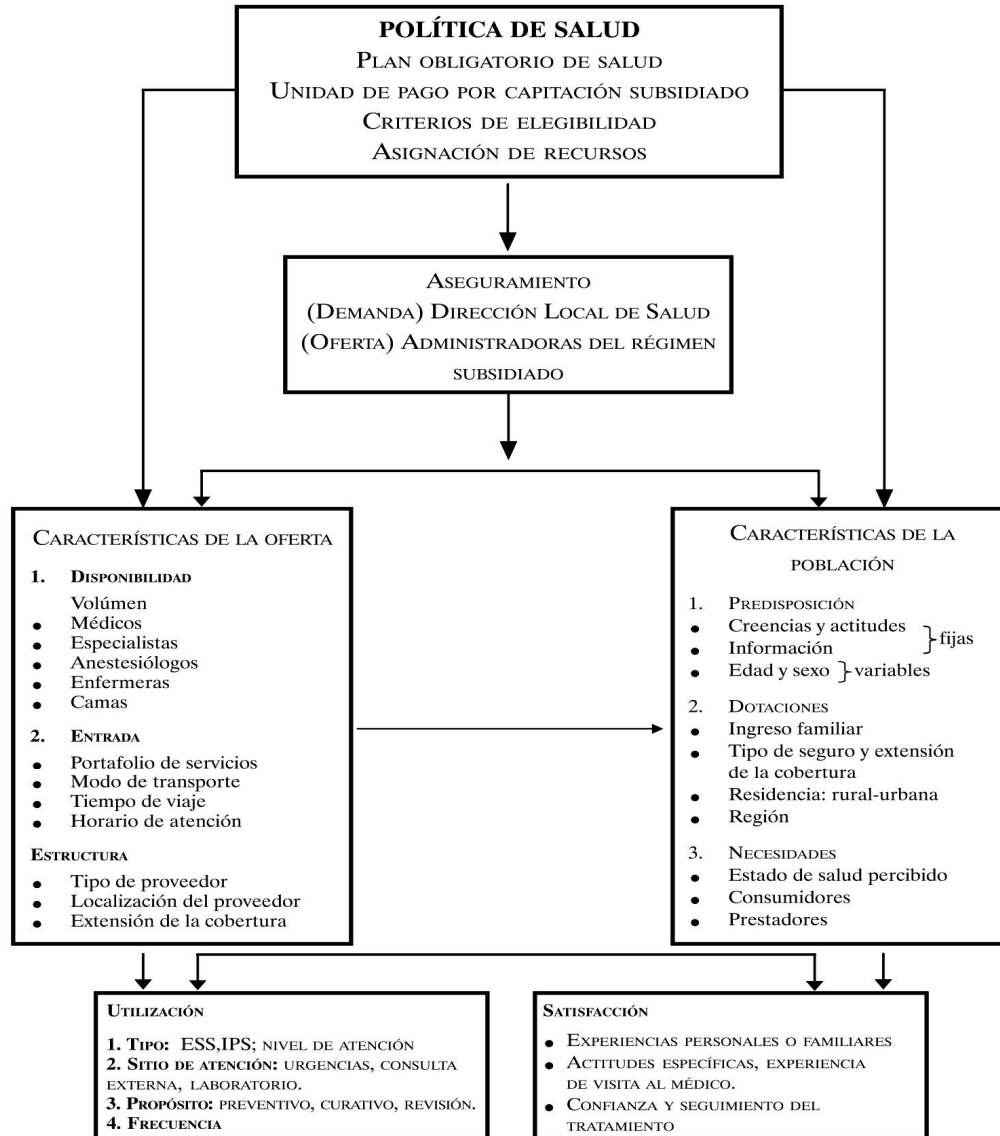 POLÍTICA DE SALUD
PLAN OBLIGATORIO DE SALUD
UNIDAD DE PAGO POR CAPITACIÓN SUBSIDIADO
CRITERIOS DE ELEGIBILIDAD
ASIGNACIÓN DE RECURSOS
ASEGURAMIENTO
(DEMANDA) DIRECCIÓN LOCAL DE SALUD
(OFERTA) ADMINISTRADORAS DEL RÉGIMEN
SUBSIDIADO
CARACTERÍSTICAS DE LA OFERTA
1. DISPONIBILIDAD
Volúmen
• Médicos
• Especialistas
• Anestesiólogos
• Enfermeras
• Camas
2. ENTRADA
• Portafolio de servicios
• Modo de transporte
• Tiempo de viaje
• Horario de atención
ESTRUCTURA
• Tipo de proveedor
• Localización del proveedor
• Extensión de la cobertura
CARACTERÍSTICAS DE LA
POBLACIÓN
1. PREDISPOSICIÓN
• Creencias y actitudes
• Información
} fijas
• Edad y sexo } variables
2. DOTACIONES
• Ingreso familiar
• Tipo de seguro y extensión
de la cobertura
• Residencia: rural-urbana
• Región
3. NECESIDADES
• Estado de salud percibido
• Consumidores
• Prestadores
UTILIZACIÓN
1. TIPO: ESS,IPS; NIVEL DE ATENCIÓN
2. SITIO DE ATENCIÓN: URGENCIAS, CONSULTA
EXTERNA, LABORATORIO.
3. PROPÓSITO: PREVENTIVO, CURATIVO, REVISIÓN.
4. FRECUENCIA
SATISFACCIÓN
• EXPERIENCIAS PERSONALES O FAMILIARES
• ACTITUDES ESPECÍFICAS, EXPERIENCIA
DE VISITA AL MÉDICO.
• CONFIANZA Y SEGUIMIENTO DEL
TRATAMIENTO